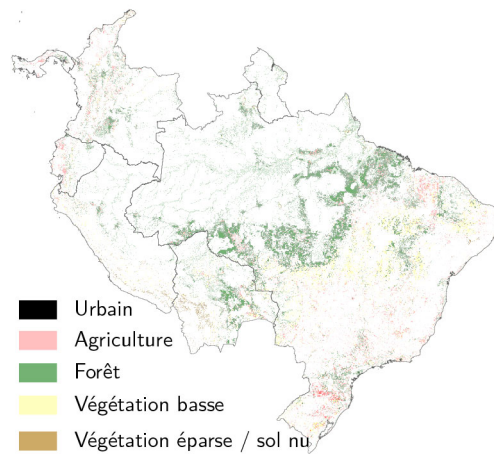 Urbain
Agriculture
Forêt
Végétation basse
Végétation éparse / sol nu